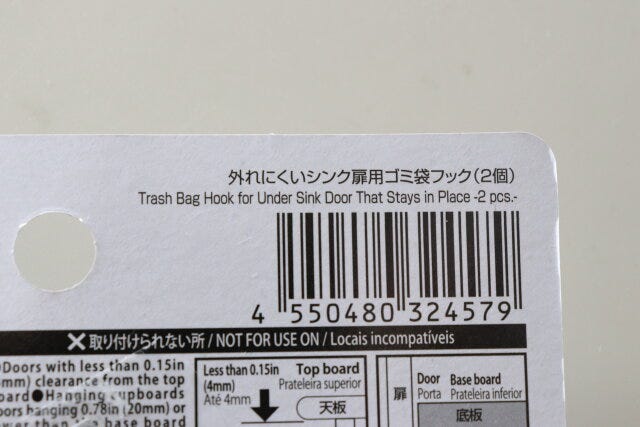 外れにくいシンク扉用ゴミ袋フック（2個）
Trash Bag Hook for Under Sink Door That Stays in Place -2 pcs.-
4 550480 324579
取り付けられない所 / NOT FOR USE ON / Locais incompatíveis
Doors with less than 0.15in
mm) clearance from the top
board ●Hanging cupboards
doors hanging 0.78in (20mm) or
than base board
Less than 0.15in
(4mm)
Até 4mm
Top board
Prateleira superior
天板
扉
Door
Porta
Base board
Prateleira inferior
底板